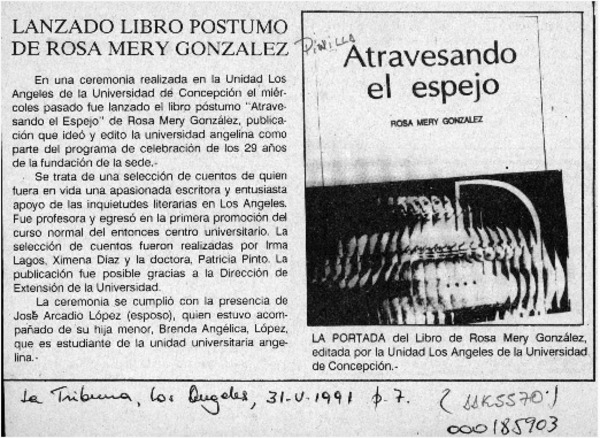 LANZADO LIBRO POSTUMO
DE ROSA MERY GONZALEZ
Pinilla
En una ceremonia realizada en la Unidad Los
Angeles de la Universidad de Concepción el miér-
coles pasado fue lanzado el libro póstumo "Atrave-
sando el Espejo" de Rosa Mery González, publica-
ción que ideó y edito la universidad angelina como
parte del programa de celebración de los 29 años
de la fundación de la sede.-
Se trata de una selección de cuentos de quien
fuera en vida una apasionada escritora y entusiasta
apoyo de las inquietudes literarias en Los Angeles.
Fue profesora y egresó en la primera promoción del
curso normal del entonces centro universitario. La
selección de cuentos fueron realizadas por Irma
Lagos, Ximena Díaz y la doctora, Patricia Pinto. La
publicación fue posible gracias a la Dirección de
Extensión de la Universidad.
La ceremonia se cumplió con la presencia de
José Arcadio López (esposo), quien estuvo acom-
pañado de su hija menor, Brenda Angélica, López,
que es estudiante de la unidad universitaria ange-
lina.-
Atravesando
el espejo
ROSA MERY GONZALEZ
LA PORTADA del Libro de Rosa Mery González,
editada por la Unidad Los Angeles de la Universidad
de Concepción.-
La Tribuna, Los Angeles, 31-V-1991 p. 7. (SSK5570)
000185903